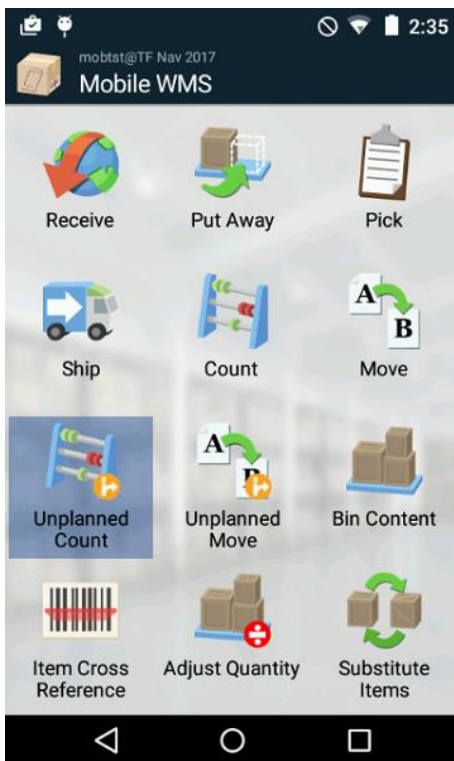 2:35
mobtst@TF Nav 2017
Mobile WMS
Receive
Put Away
Pick
Ship
Count
Move
A
B
Unplanned
Count
Unplanned
Move
A
B
Bin Content
Item Cross
Reference
Adjust Quantity
Substitute
Items